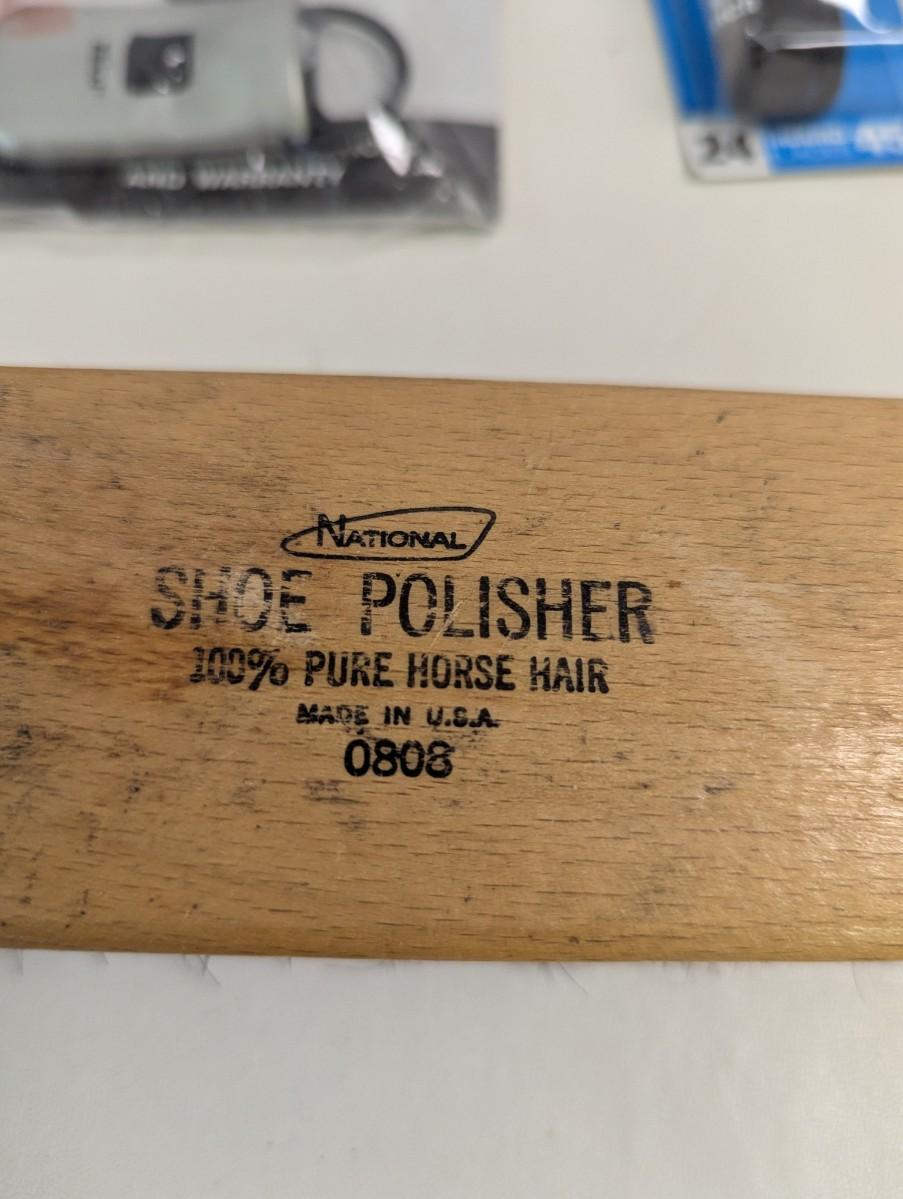 AND WARRANTY
24
NATIONAL
SHOE POLISHER
100% PURE HORSE HAIR
MADE IN U.S.A.
0808